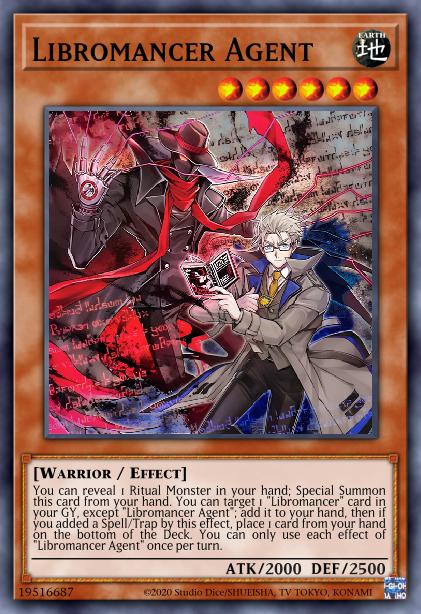 LIBROMANCER AGENT
EARTH
地
[WARRIOR / EFFECT]
You can reveal 1 Ritual Monster in your hand; Special Summon
this card from your hand. You can target 1 "Libromancer" card in
your GY, except "Libromancer Agent"; add it to your hand, then if
you added a Spell/Trap by this effect, place 1 card from your hand
on the bottom of the Deck. You can only use each effect of
"Libromancer Agent" once per turn.
ATK/2000 DEF/2500
19516687
©2020 Studio Dice/SHUEISHA, TV TOKYO, KONAMI